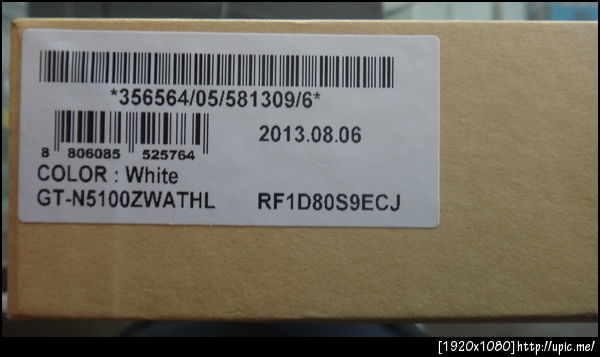 *356564/05/581309/6*
2013.08.06
8 806085 525764
COLOR : White
GT-N5100ZWATHL RF1D80S9ECJ
[1920x1080]http://upic.me/